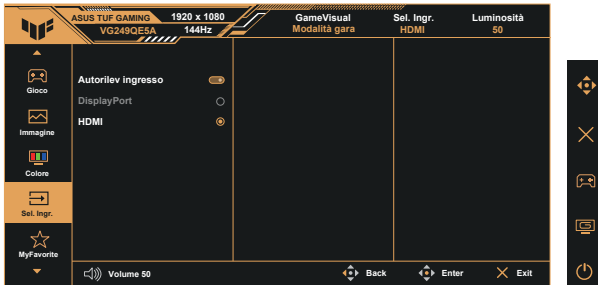 ASUS TUF GAMING 1920 x 1080 GameVisual Sel. Ingr. Luminosità
VG249QE5A 144Hz Modalità gara HDMI 50
Gioco
Immagine
Colore
Sel. Ingr.
MyFavorite
Autorilev ingresso
DisplayPort
HDMI
Volume 50 Back Enter Exit